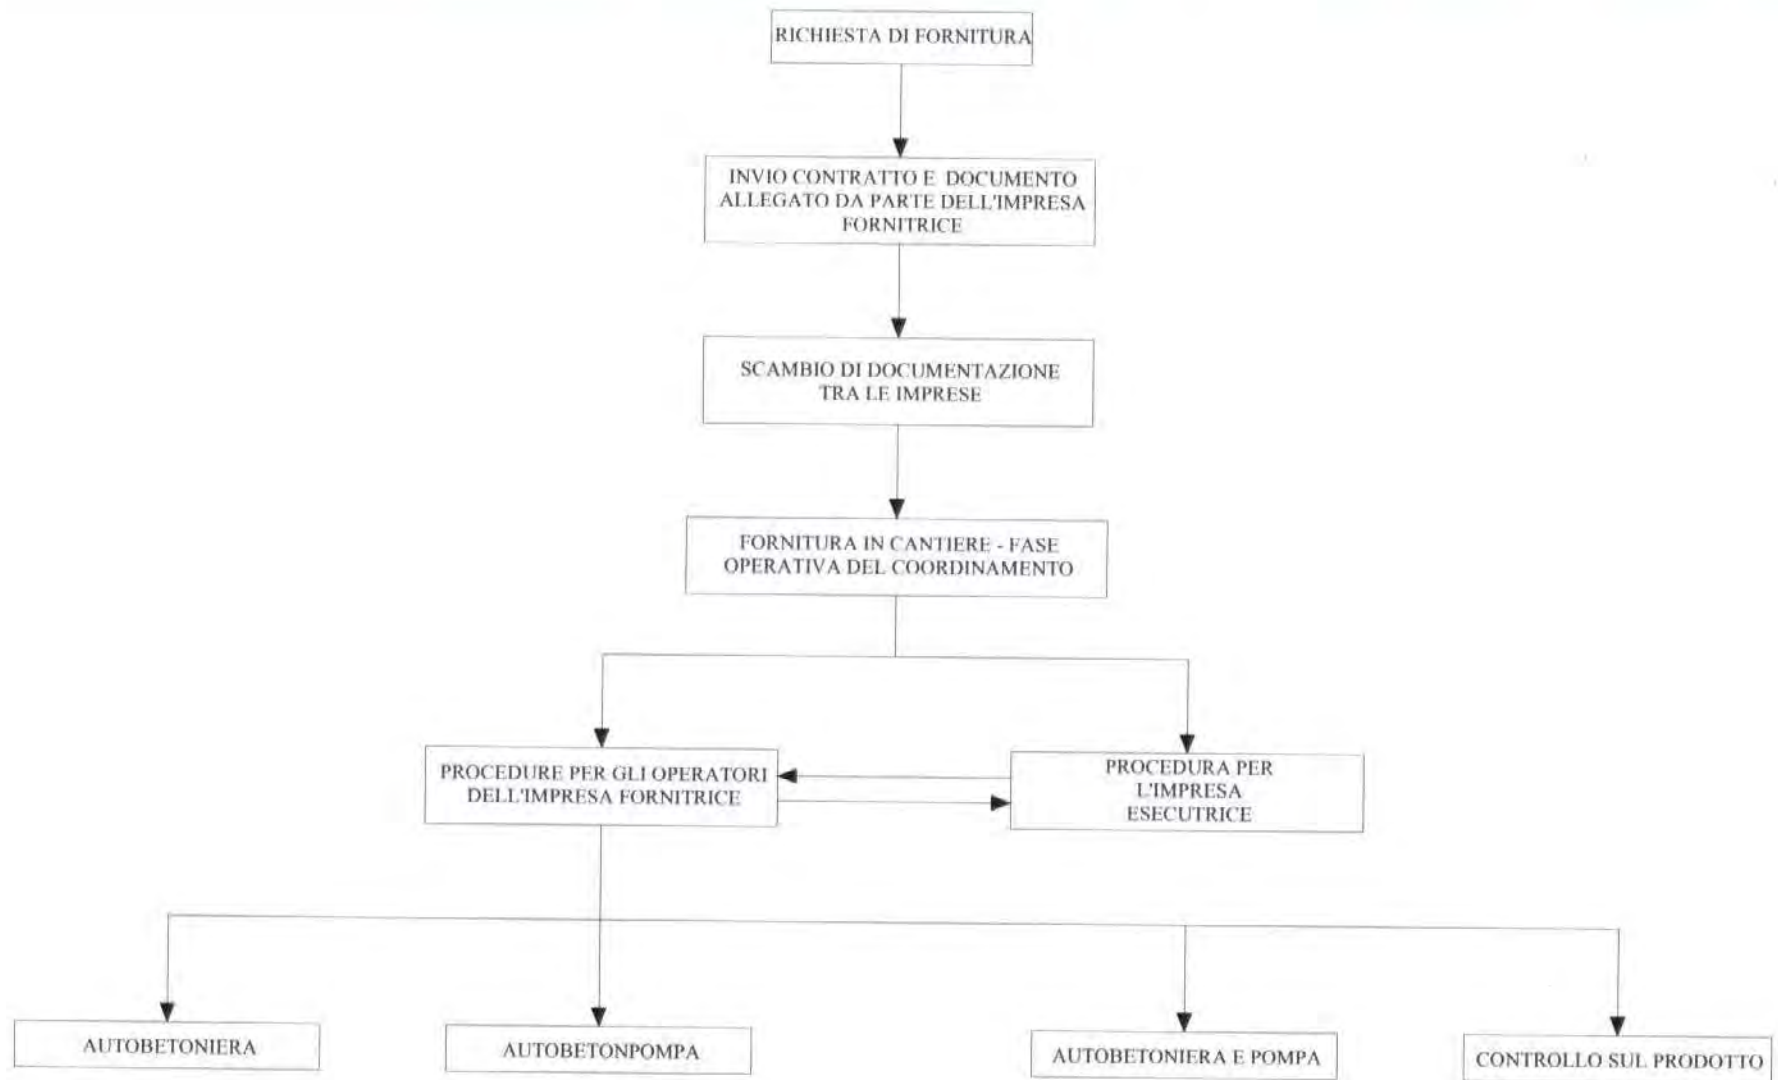 RICHIESTA DI FORNITURA
INVIO CONTRATTO E DOCUMENTO
ALLEGATO DA PARTE DELL'IMPRESA
FORNITRICE
SCAMBIO DI DOCUMENTAZIONE
TRA LE IMPRESE
FORNITURA IN CANTIERE - FASE
OPERATIVA DEL COORDINAMENTO
PROCEDURE PER GLI OPERATORI
DELL'IMPRESA FORNITRICE
PROCEDURA PER
L'IMPRESA
ESECUTRICE
AUTOBETONIERA
AUTOBETONPOMPA
AUTOBETONIERA E POMPA
CONTROLLO SUL PRODOTTO